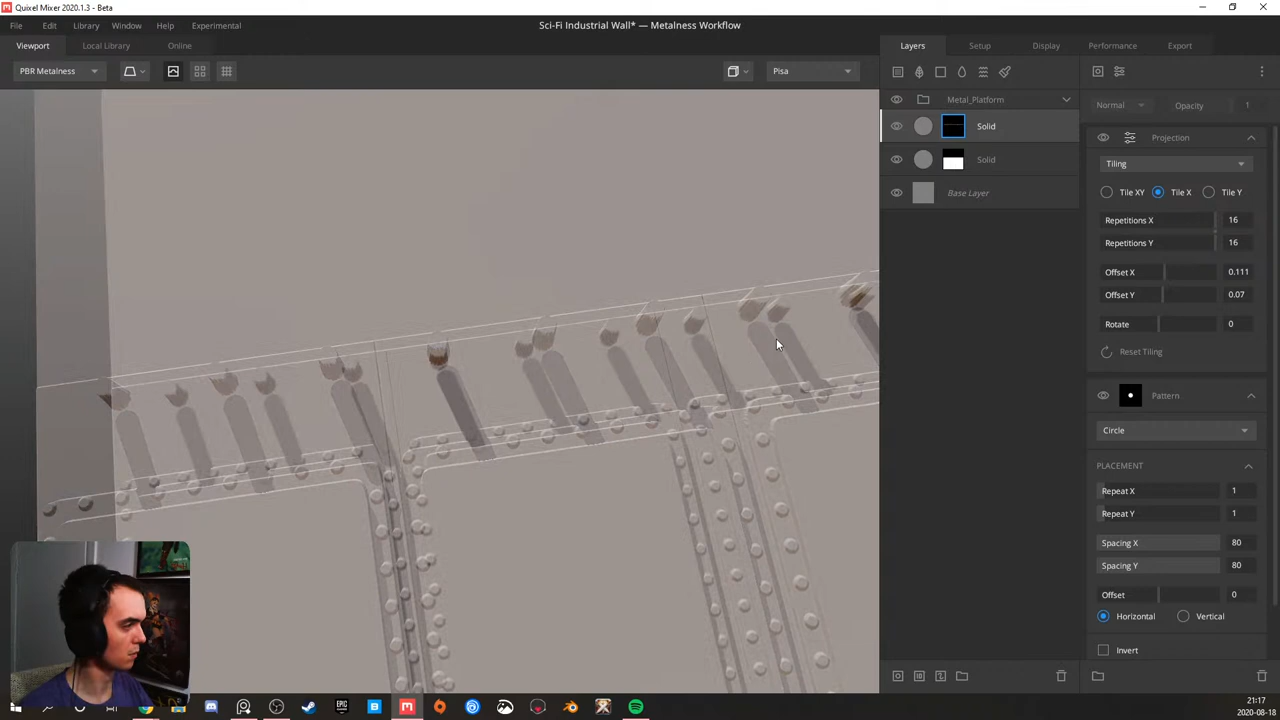 Quixel Mixer 2020.1.3 - Beta
File Edit Library Window Help Experimental
Sci-Fi Industrial Wall* — Metalness Workflow
Viewport Local Library Online
Layers Setup Display Performance Export
PBR Metalness
Pisa
Metal_Platform
Normal Opacity 1
Solid
Solid
Base Layer
Projection
Tiling
Tile XY Tile X Tile Y
Repetitions X 16
Repetitions Y 16
Offset X 0.111
Offset Y 0.07
Rotate 0
Reset Tiling
Pattern
Circle
PLACEMENT
Repeat X 1
Repeat Y 1
Spacing X 80
Spacing Y 80
Offset 0
Horizontal Vertical
Invert
21:17
2020-08-18